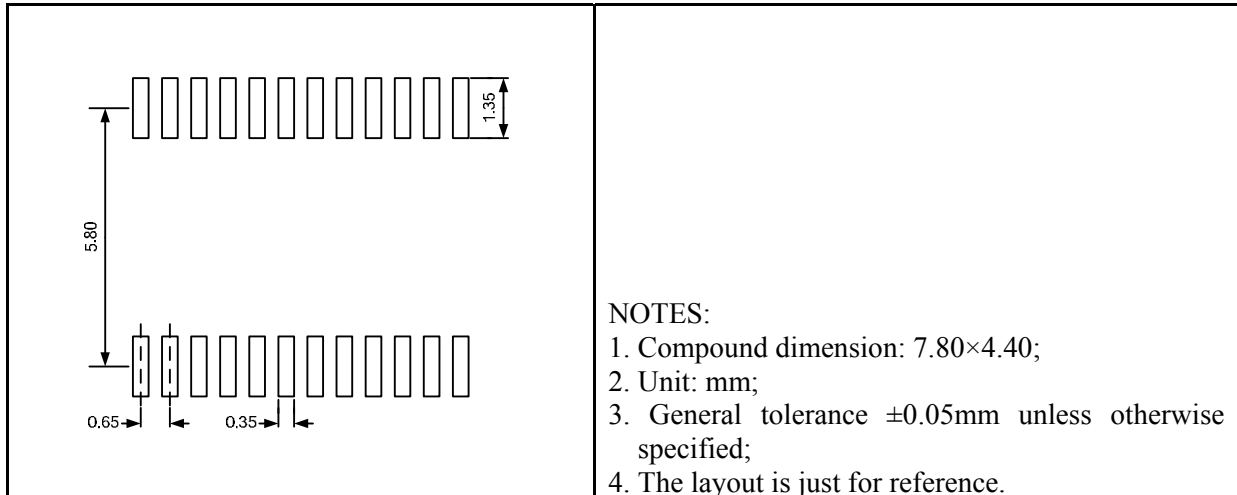 1.35
5.80
0.65
0.35
NOTES:
1. Compound dimension: 7.80×4.40;
2. Unit: mm;
3. General tolerance ±0.05mm unless otherwise
specified;
4. The layout is just for reference.